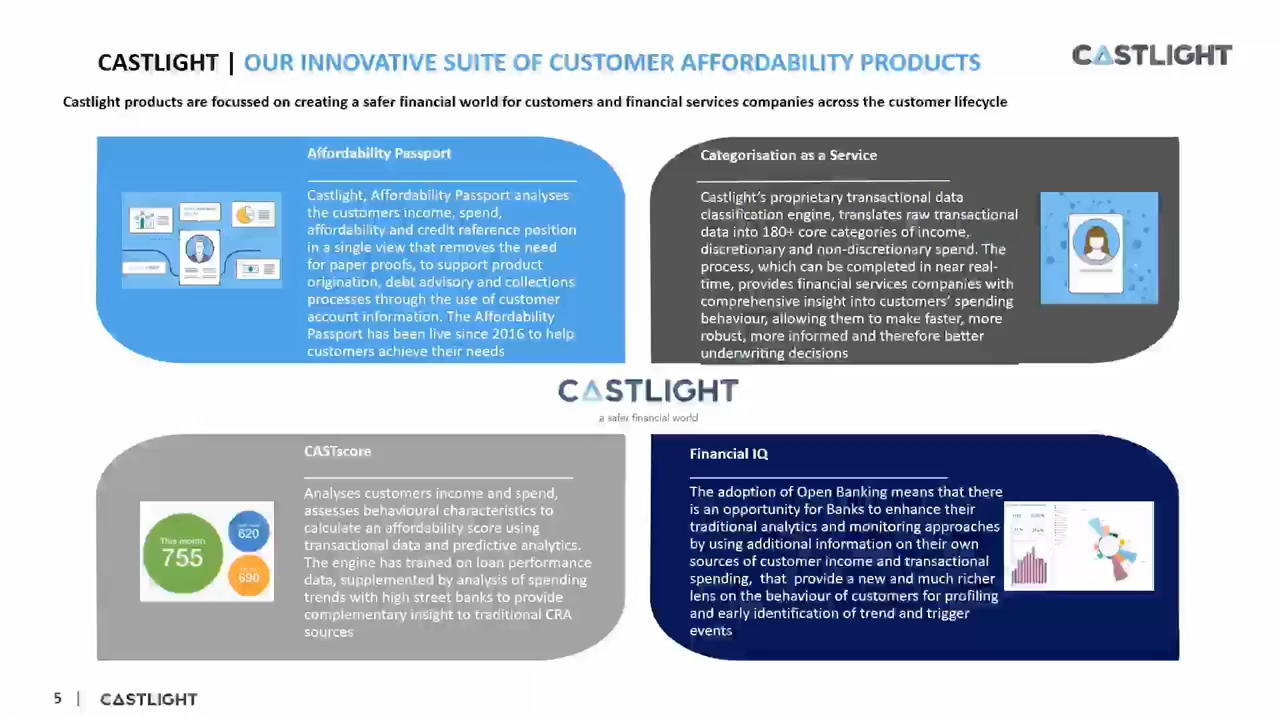 CASTLIGHT | OUR INNOVATIVE SUITE OF CUSTOMER AFFORDABILITY PRODUCTS
CASTLIGHT
Castlight products are focussed on creating a safer financial world for customers and financial services companies across the customer lifecycle
Affordability Passport
Castlight, Affordability Passport analyses
the customers income, spend,
affordability and credit reference position
in a single view that removes the need
for paper proofs, to support product
origination, debt advisory and collections
processes through the use of customer
account information. The Affordability
Passport has been live since 2016 to help
customers achieve their needs
Categorisation as a Service
Castlight's proprietary transactional data
classification engine, translates raw transactional
data into 180+ core categories of income,
discretionary and non-discretionary spend. The
process, which can be completed in near real-
time, provides financial services companies with
comprehensive insight into customers' spending
behaviour, allowing them to make faster, more
robust, more informed and therefore better
underwriting decisions
CASTLIGHT
a safer financial world
CASTscore
Analyses customers income and spend,
assesses behavioural characteristics to
calculate an affordability score using
transactional data and predictive analytics.
The engine has trained on loan performance
data, supplemented by analysis of spending
trends with high street banks to provide
complementary insight to traditional CRA
sources
This month
755
620
690
Financial IQ
The adoption of Open Banking means that there
is an opportunity for Banks to enhance their
traditional analytics and monitoring approaches
by using additional information on their own
sources of customer income and transactional
spending, that provide a new and much richer
lens on the behaviour of customers for profiling
and early identification of trend and trigger
events
5 | CASTLIGHT